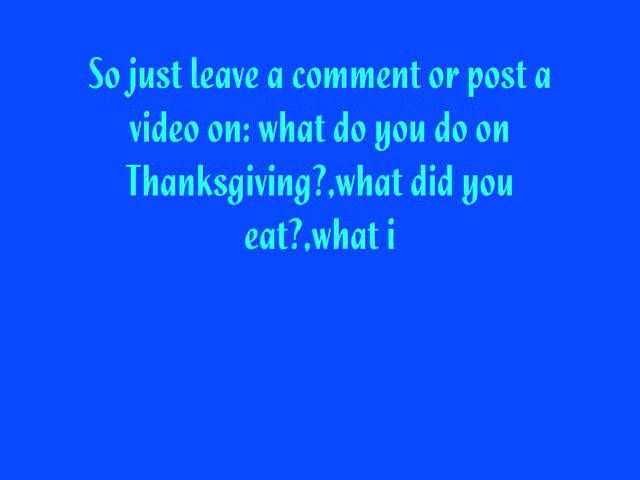 So just leave a comment or post a
video on: what do you do on
Thanksgiving?,what did you
eat?,what i